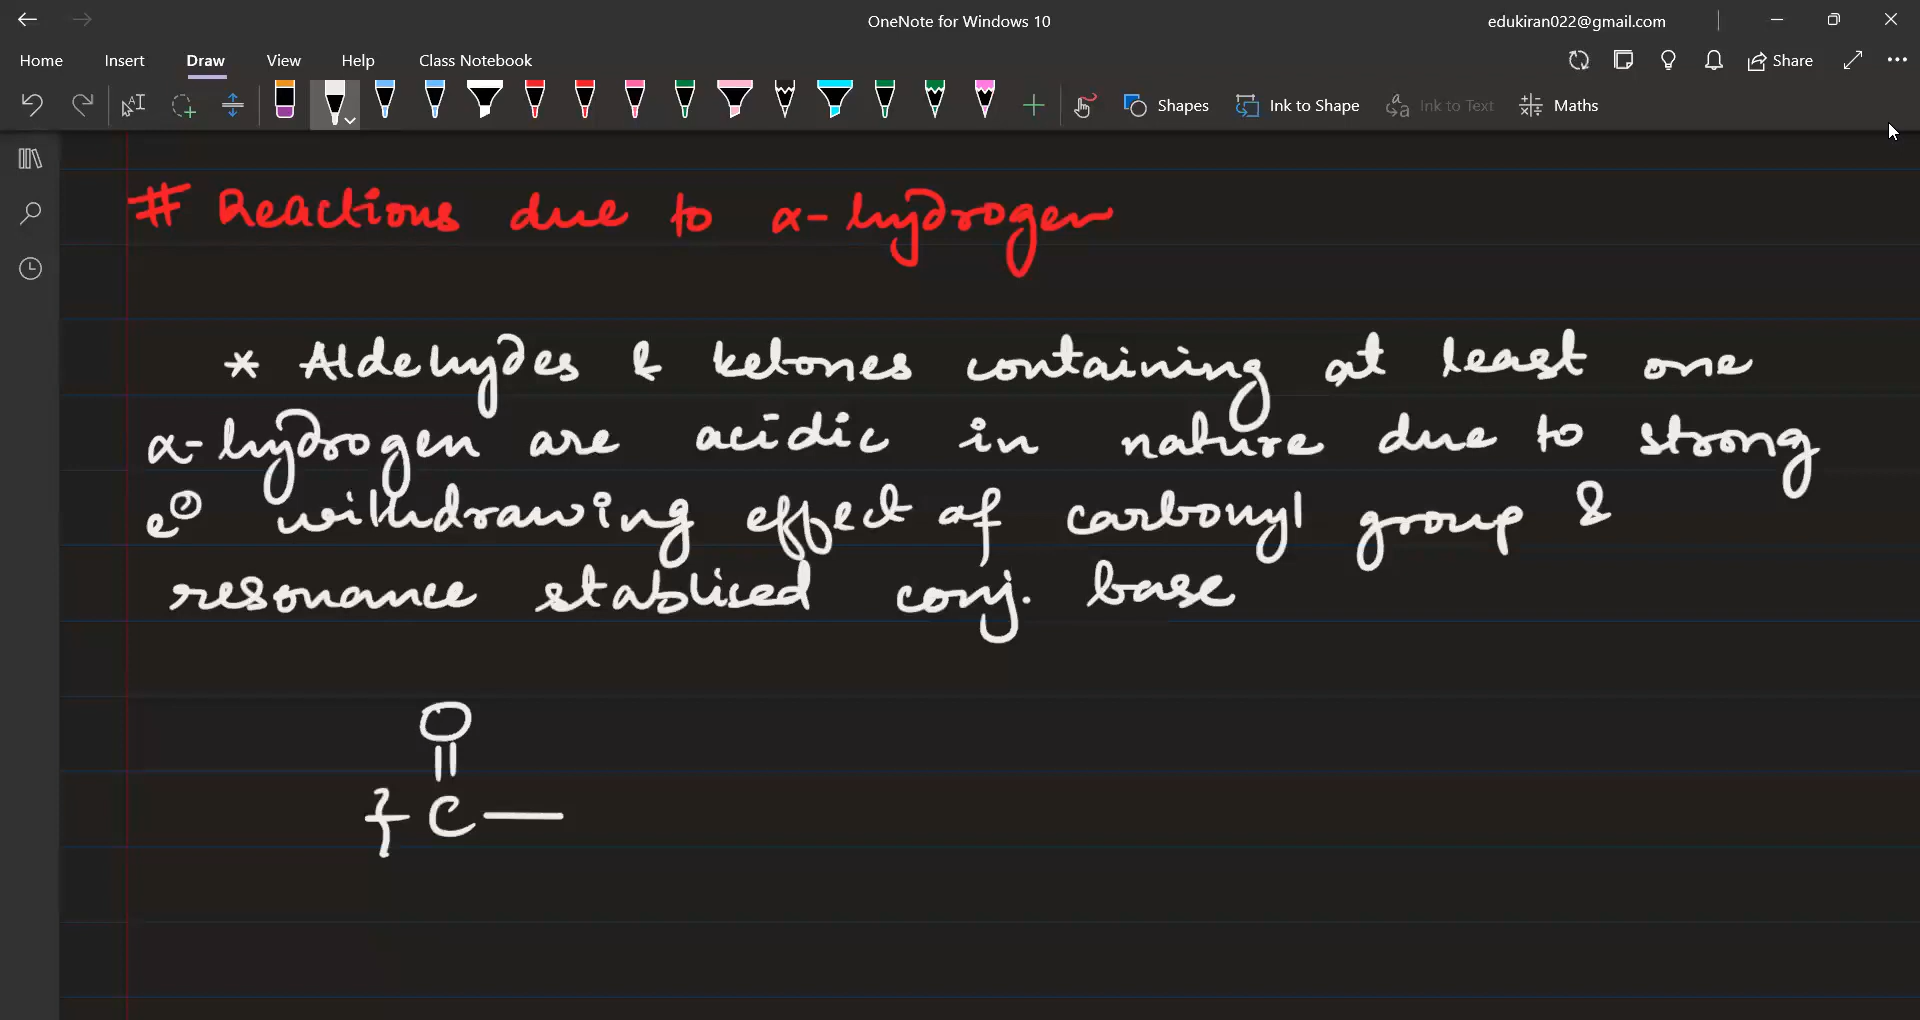 OneNote for Windows 10
edukiran022@gmail.com
Home Insert Draw View Help Class Notebook
Share
Shapes Ink to Shape Ink to Text Maths
# Reactions due to α-hydrogen
* Aldehydes & ketones containing at least one
α-hydrogen are acidic in nature due to strong
e⊖ withdrawing effect of carbonyl group &
resonance stablised conj. base
O
||
C —